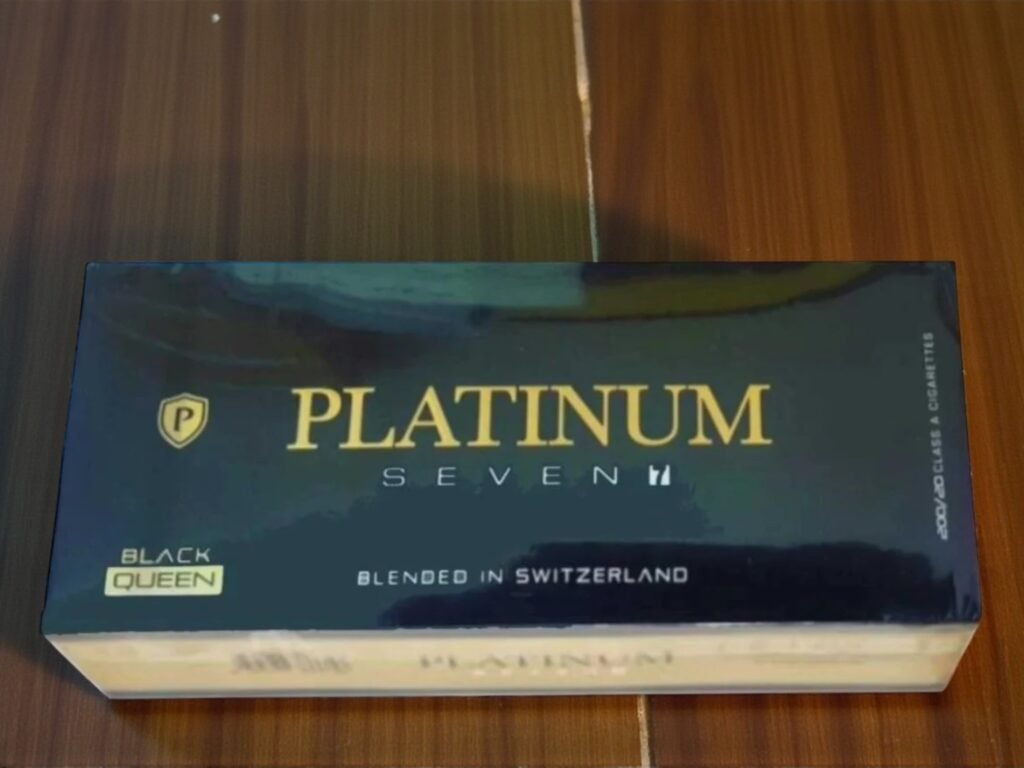 P
PLATINUM
SEVEN 7
BLACK
QUEEN
BLENDED IN SWITZERLAND
200/20 CLASS A CIGARETTES
PLATINUM